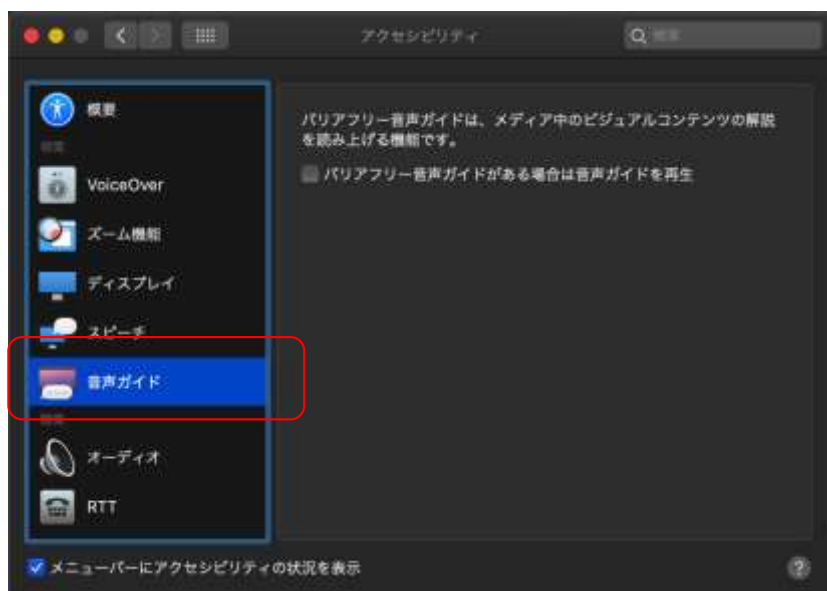 アクセシビリティ
検索
概要
視覚
VoiceOver
ズーム機能
ディスプレイ
スピーチ
音声ガイド
聴覚
オーディオ
RTT
バリアフリー音声ガイドは、メディア中のビジュアルコンテンツの解説
を読み上げる機能です。
バリアフリー音声ガイドがある場合は音声ガイドを再生
メニューバーにアクセシビリティの状況を表示
?